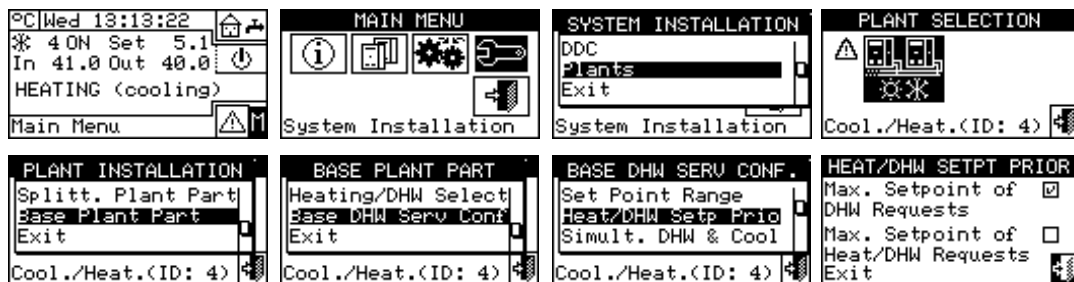 ºC Wed 13:13:22
4 ON Set 5.1
In 41.0 Out 40.0
HEATING (cooling)
Main Menu
M
MAIN MENU
System Installation
SYSTEM INSTALLATION
DDC
Plants
Exit
System Installation
PLANT SELECTION
Cool./Heat.(ID: 4)
PLANT INSTALLATION
Splitt. Plant Part
Base Plant Part
Exit
Cool./Heat.(ID: 4)
BASE PLANT PART
Heating/DHW Select
Base DHW Serv Conf
Exit
Cool./Heat.(ID: 4)
BASE DHW SERV CONF.
Set Point Range
Heat/DHW Setp Prio
Simult. DHW & Cool
Cool./Heat.(ID: 4)
HEAT/DHW SETPT PRIOR
Max. Setpoint of
DHW Requests
Max. Setpoint of
Heat/DHW Requests
Exit